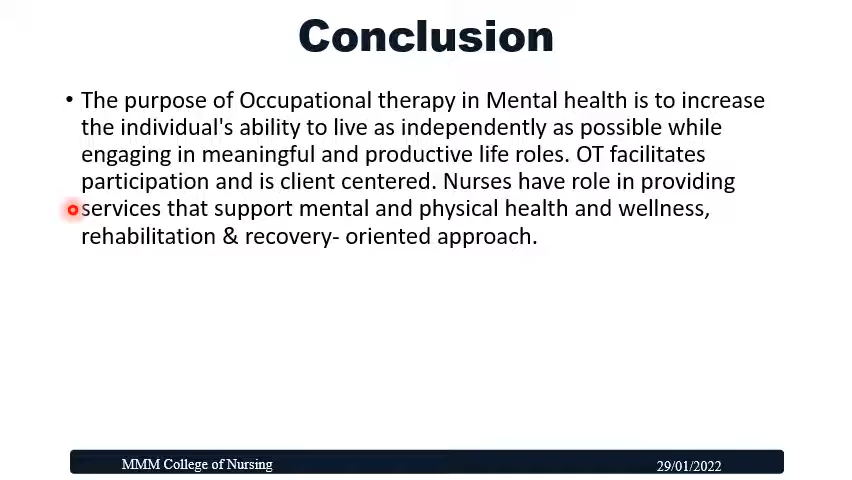 Conclusion
• The purpose of Occupational therapy in Mental health is to increase
the individual's ability to live as independently as possible while
engaging in meaningful and productive life roles. OT facilitates
participation and is client centered. Nurses have role in providing
services that support mental and physical health and wellness,
rehabilitation & recovery- oriented approach.
MMM College of Nursing
29/01/2022